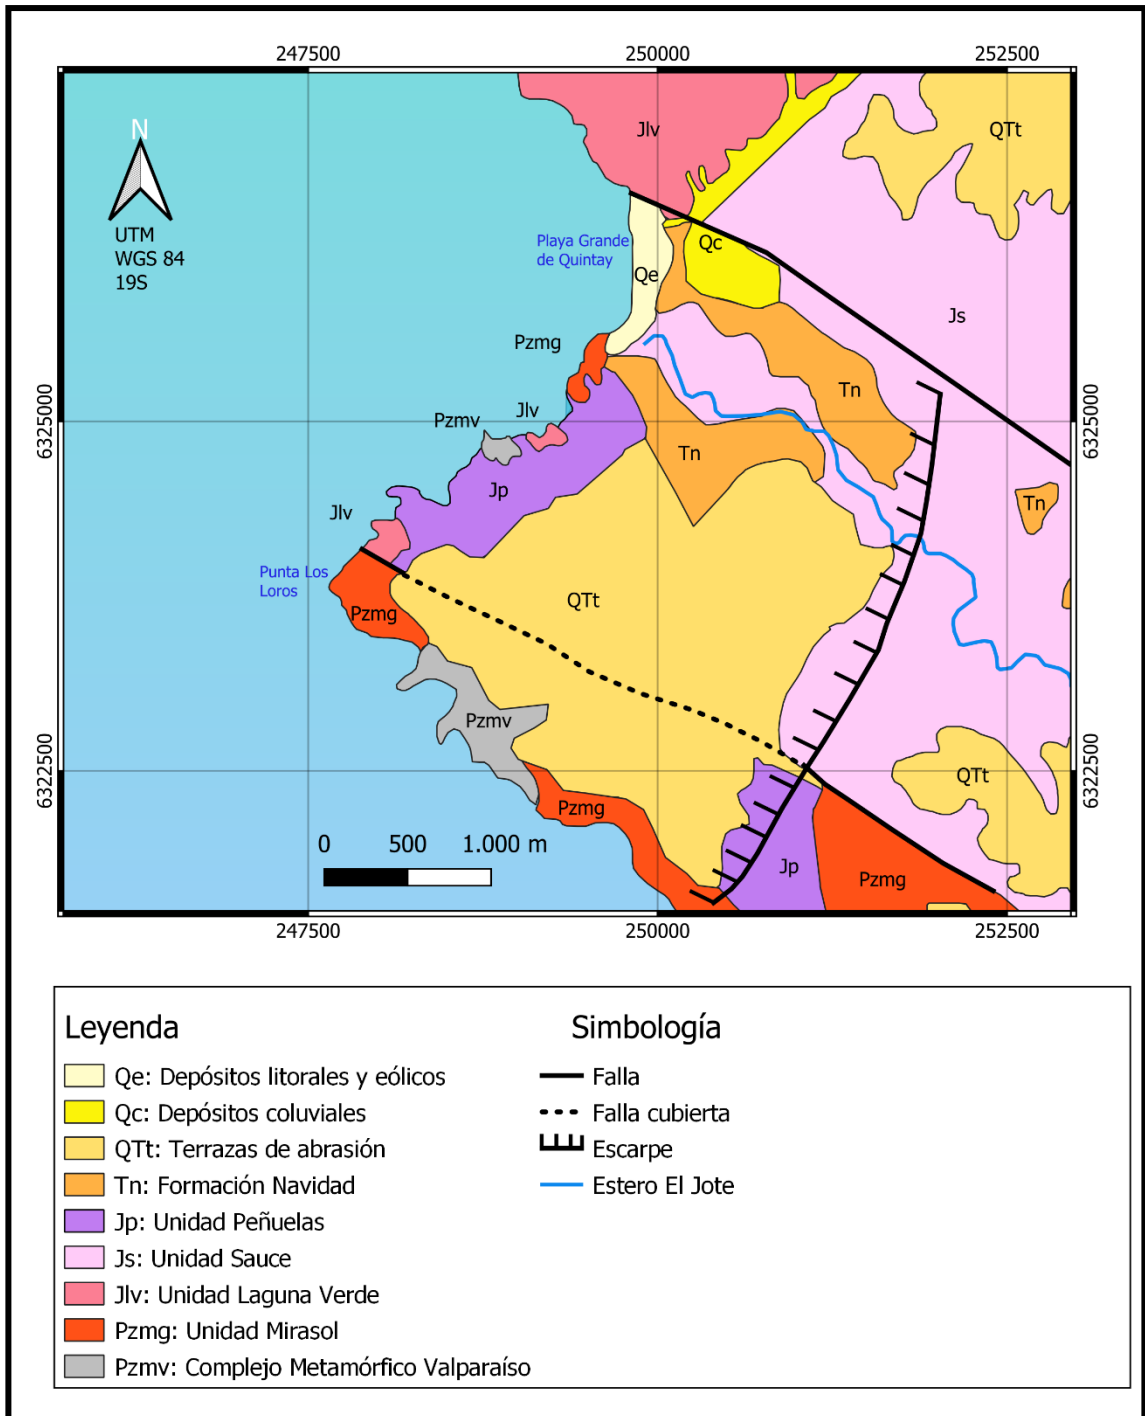 247500 250000 252500
N
UTM
WGS 84
19S
Jlv
QTt
Playa Grande
de Quintay
Qc
Qe
Js
Pzmg
Tn
Jlv
Pzmv
6325000
6325000
Tn
Jp
Tn
Jlv
Punta Los
Loros
QTt
Pzmg
Pzmv
6322500
6322500
QTt
Pzmg
0 500 1.000 m
Jp
Pzmg
247500 250000 252500
Leyenda
Qe: Depósitos litorales y eólicos
Qc: Depósitos coluviales
QTt: Terrazas de abrasión
Tn: Formación Navidad
Jp: Unidad Peñuelas
Js: Unidad Sauce
Jlv: Unidad Laguna Verde
Pzmg: Unidad Mirasol
Pzmv: Complejo Metamórfico Valparaíso
Simbología
Falla
Falla cubierta
Escarpe
Estero El Jote